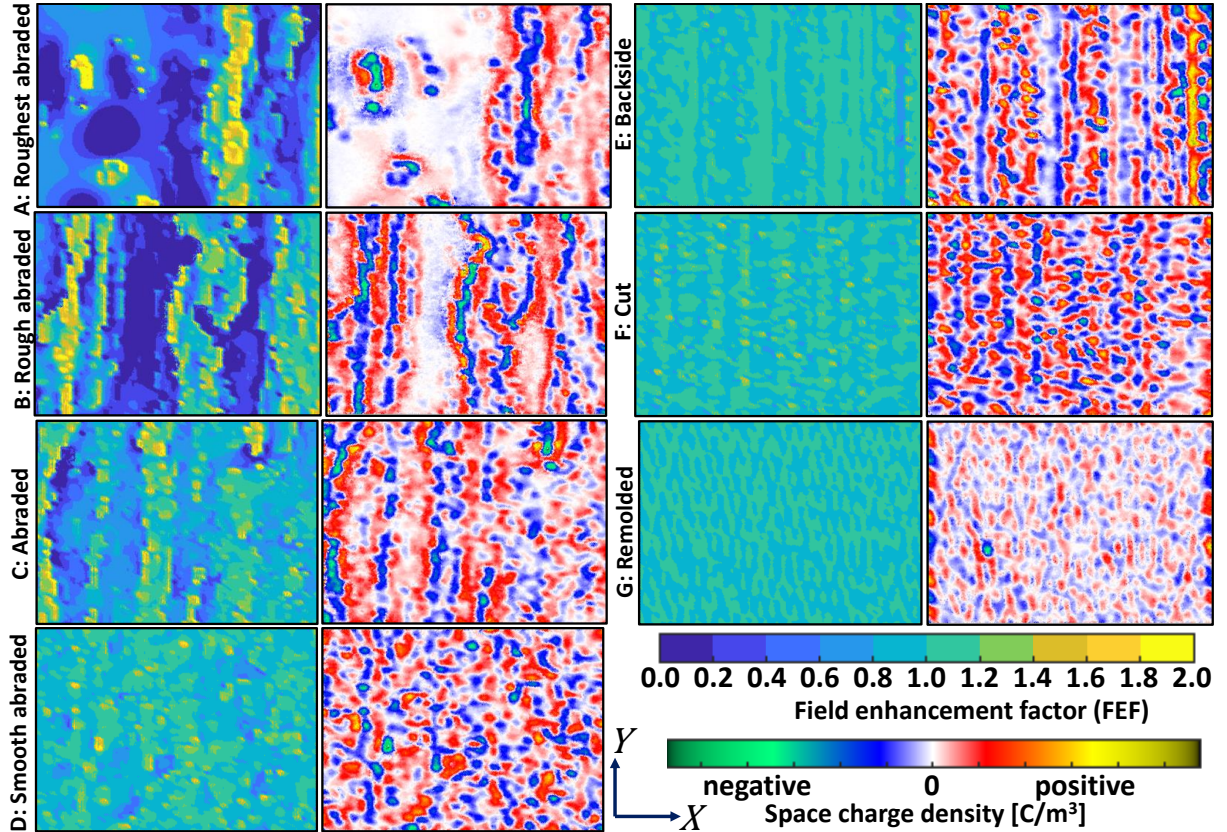 A: Roughest abraded
B: Rough abraded
C: Abraded
D: Smooth abraded
E: Backside
F: Cut
G: Remolded
0.0 0.2 0.4 0.6 0.8 1.0 1.2 1.4 1.6 1.8 2.0
Field enhancement factor (FEF)
negative 0 positive
Space charge density [C/m³]
Y
X